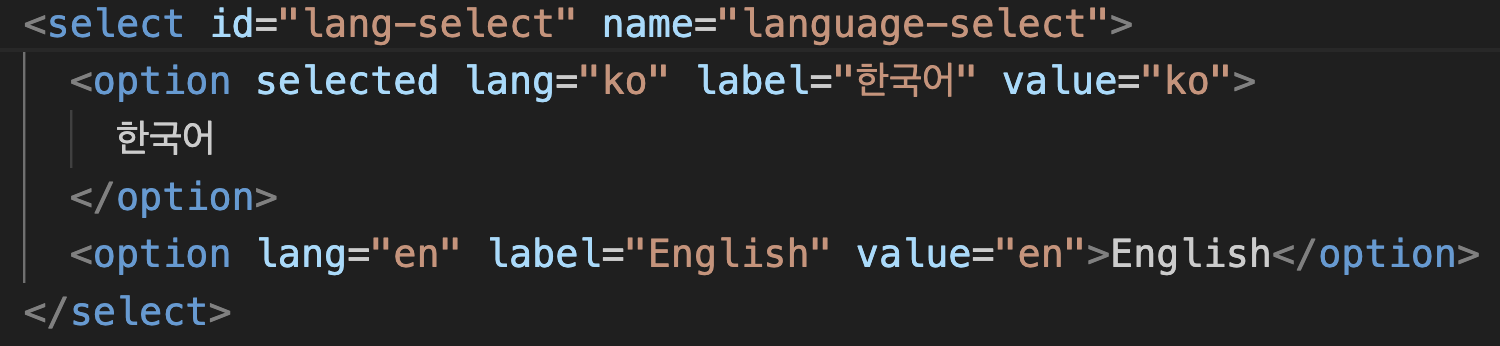 <select id="lang-select" name="language-select">
<option selected lang="ko" label="한국어" value="ko">
한국어
</option>
<option lang="en" label="English" value="en">English</option>
</select>